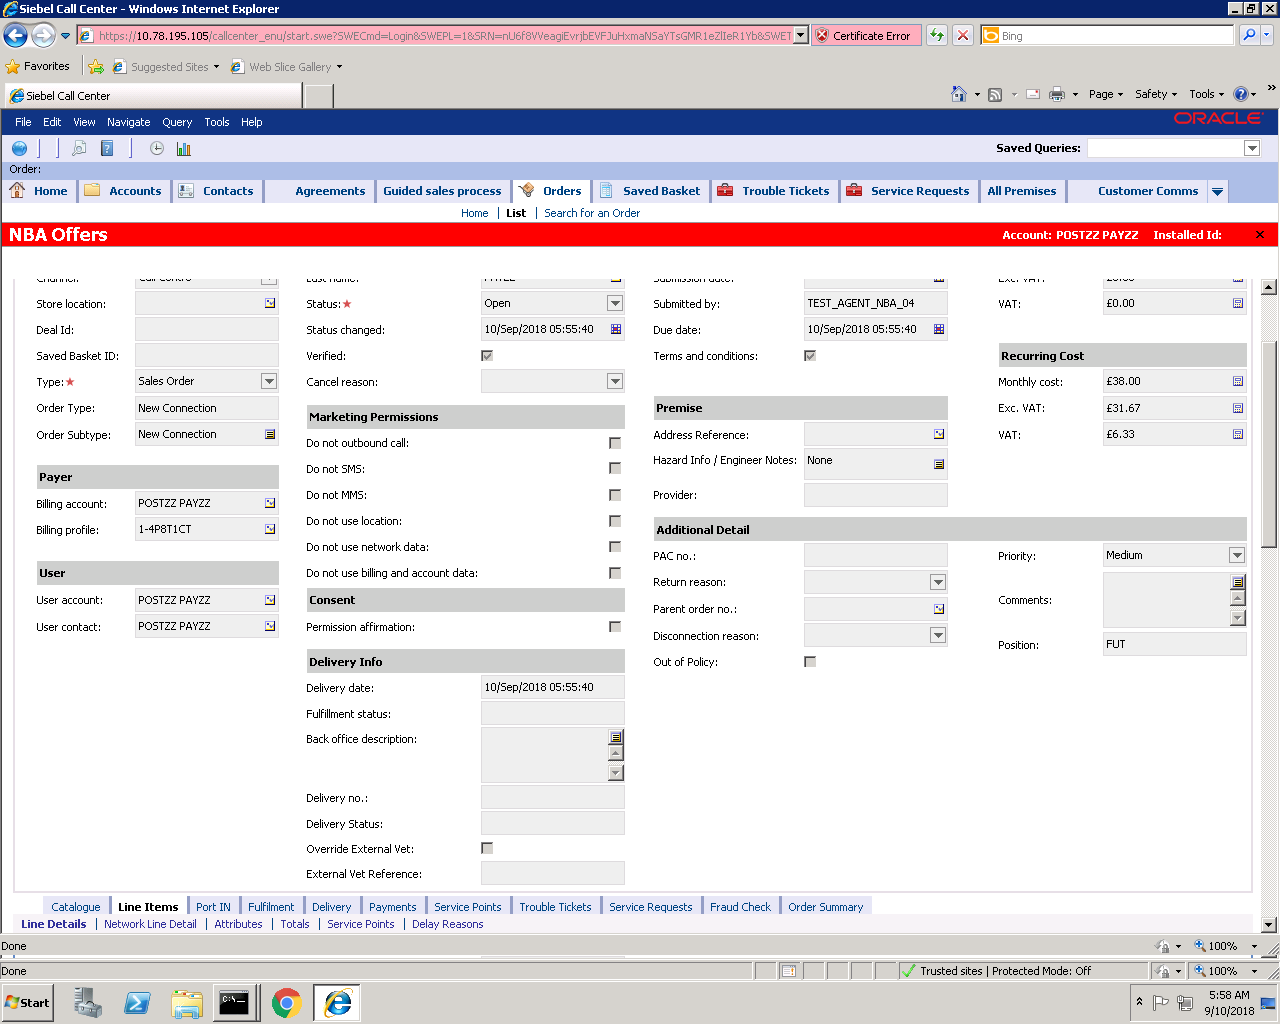 Siebel Call Center - Windows Internet Explorer
https://10.78.195.105/callcenter_enu/start.swe?SWECmd=Login&SWEPL=1&SRN=
Certificate Error
Bing
Favorites
Suggested Sites
Web Slice Gallery
Siebel Call Center
Page
Safety
Tools
File Edit View Navigate Query Tools Help
ORACLE
Saved Queries:
Order:
Home Accounts Contacts Agreements Guided sales process Orders Saved Basket Trouble Tickets Service Requests All Premises Customer Comms
Home | List | Search for an Order
NBA Offers
Account: POSTZZ PAYZZ Installed Id:
Store location:
Status:★ Open
Submitted by: TEST_AGENT_NBA_04
VAT: £0.00
Deal Id:
Status changed: 10/Sep/2018 05:55:40
Due date: 10/Sep/2018 05:55:40
Saved Basket ID:
Verified:
Terms and conditions:
Recurring Cost
Type:★ Sales Order
Cancel reason:
Monthly cost: £38.00
Order Type: New Connection
Marketing Permissions
Premise
Exc. VAT: £31.67
Order Subtype: New Connection
Do not outbound call:
Address Reference:
VAT: £6.33
Do not SMS:
Hazard Info / Engineer Notes: None
Payer
Do not MMS:
Provider:
Billing account: POSTZZ PAYZZ
Do not use location:
Additional Detail
Billing profile: 1-4P8T1CT
Do not use network data:
PAC no.:
Priority: Medium
User
Do not use billing and account data:
Return reason:
User account: POSTZZ PAYZZ
Consent
Parent order no.:
Comments:
User contact: POSTZZ PAYZZ
Permission affirmation:
Disconnection reason:
Position: FUT
Delivery Info
Out of Policy:
Delivery date: 10/Sep/2018 05:55:40
Fulfillment status:
Back office description:
Delivery no.:
Delivery Status:
Override External Vet:
External Vet Reference:
Catalogue Line Items Port IN Fulfilment Delivery Payments Service Points Trouble Tickets Service Requests Fraud Check Order Summary
Line Details | Network Line Detail | Attributes | Totals | Service Points | Delay Reasons
Done
100%
Done
Trusted sites | Protected Mode: Off
100%
Start
5:58 AM
9/10/2018